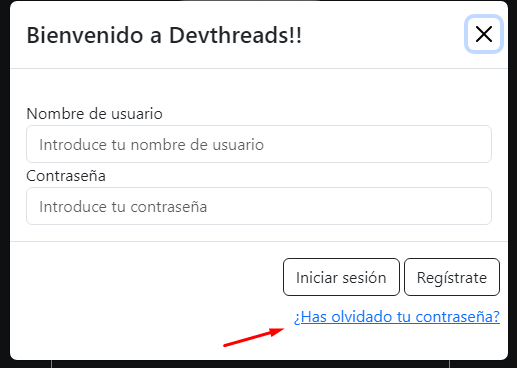 Bienvenido a Devthreads!!
Nombre de usuario
Introduce tu nombre de usuario
Contraseña
Introduce tu contraseña
Iniciar sesión Regístrate
¿Has olvidado tu contraseña?